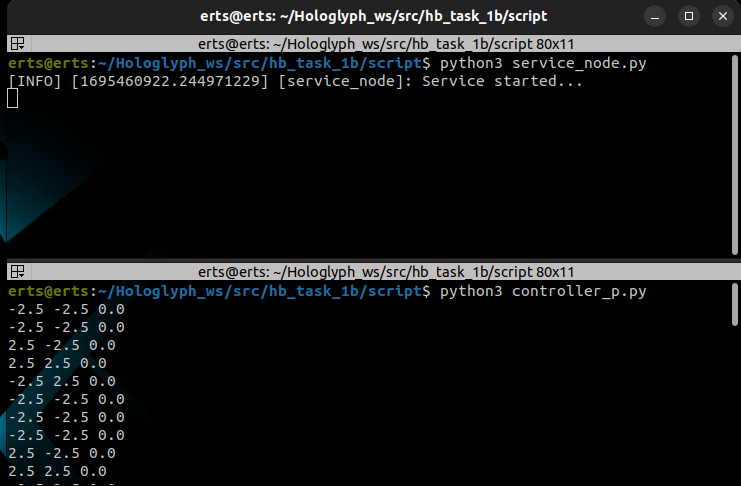 erts@erts: ~/Hologlyph_ws/src/hb_task_1b/script
erts@erts: ~/Hologlyph_ws/src/hb_task_1b/script 80x11
erts@erts:~/Hologlyph_ws/src/hb_task_1b/script$ python3 service_node.py
[INFO] [1695460922.244971229] [service_node]: Service started...
erts@erts: ~/Hologlyph_ws/src/hb_task_1b/script 80x11
erts@erts:~/Hologlyph_ws/src/hb_task_1b/script$ python3 controller_p.py
-2.5 -2.5 0.0
-2.5 -2.5 0.0
2.5 -2.5 0.0
2.5 2.5 0.0
-2.5 2.5 0.0
-2.5 -2.5 0.0
-2.5 -2.5 0.0
-2.5 -2.5 0.0
2.5 -2.5 0.0
2.5 2.5 0.0